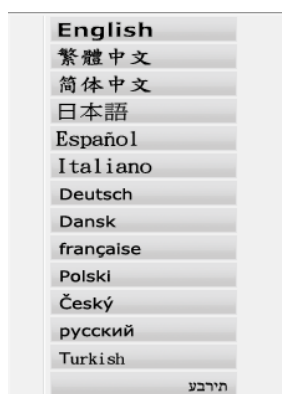 English
繁體中文
简体中文
日本語
Español
Italiano
Deutsch
Dansk
française
Polski
Český
русский
Turkish
תירבע